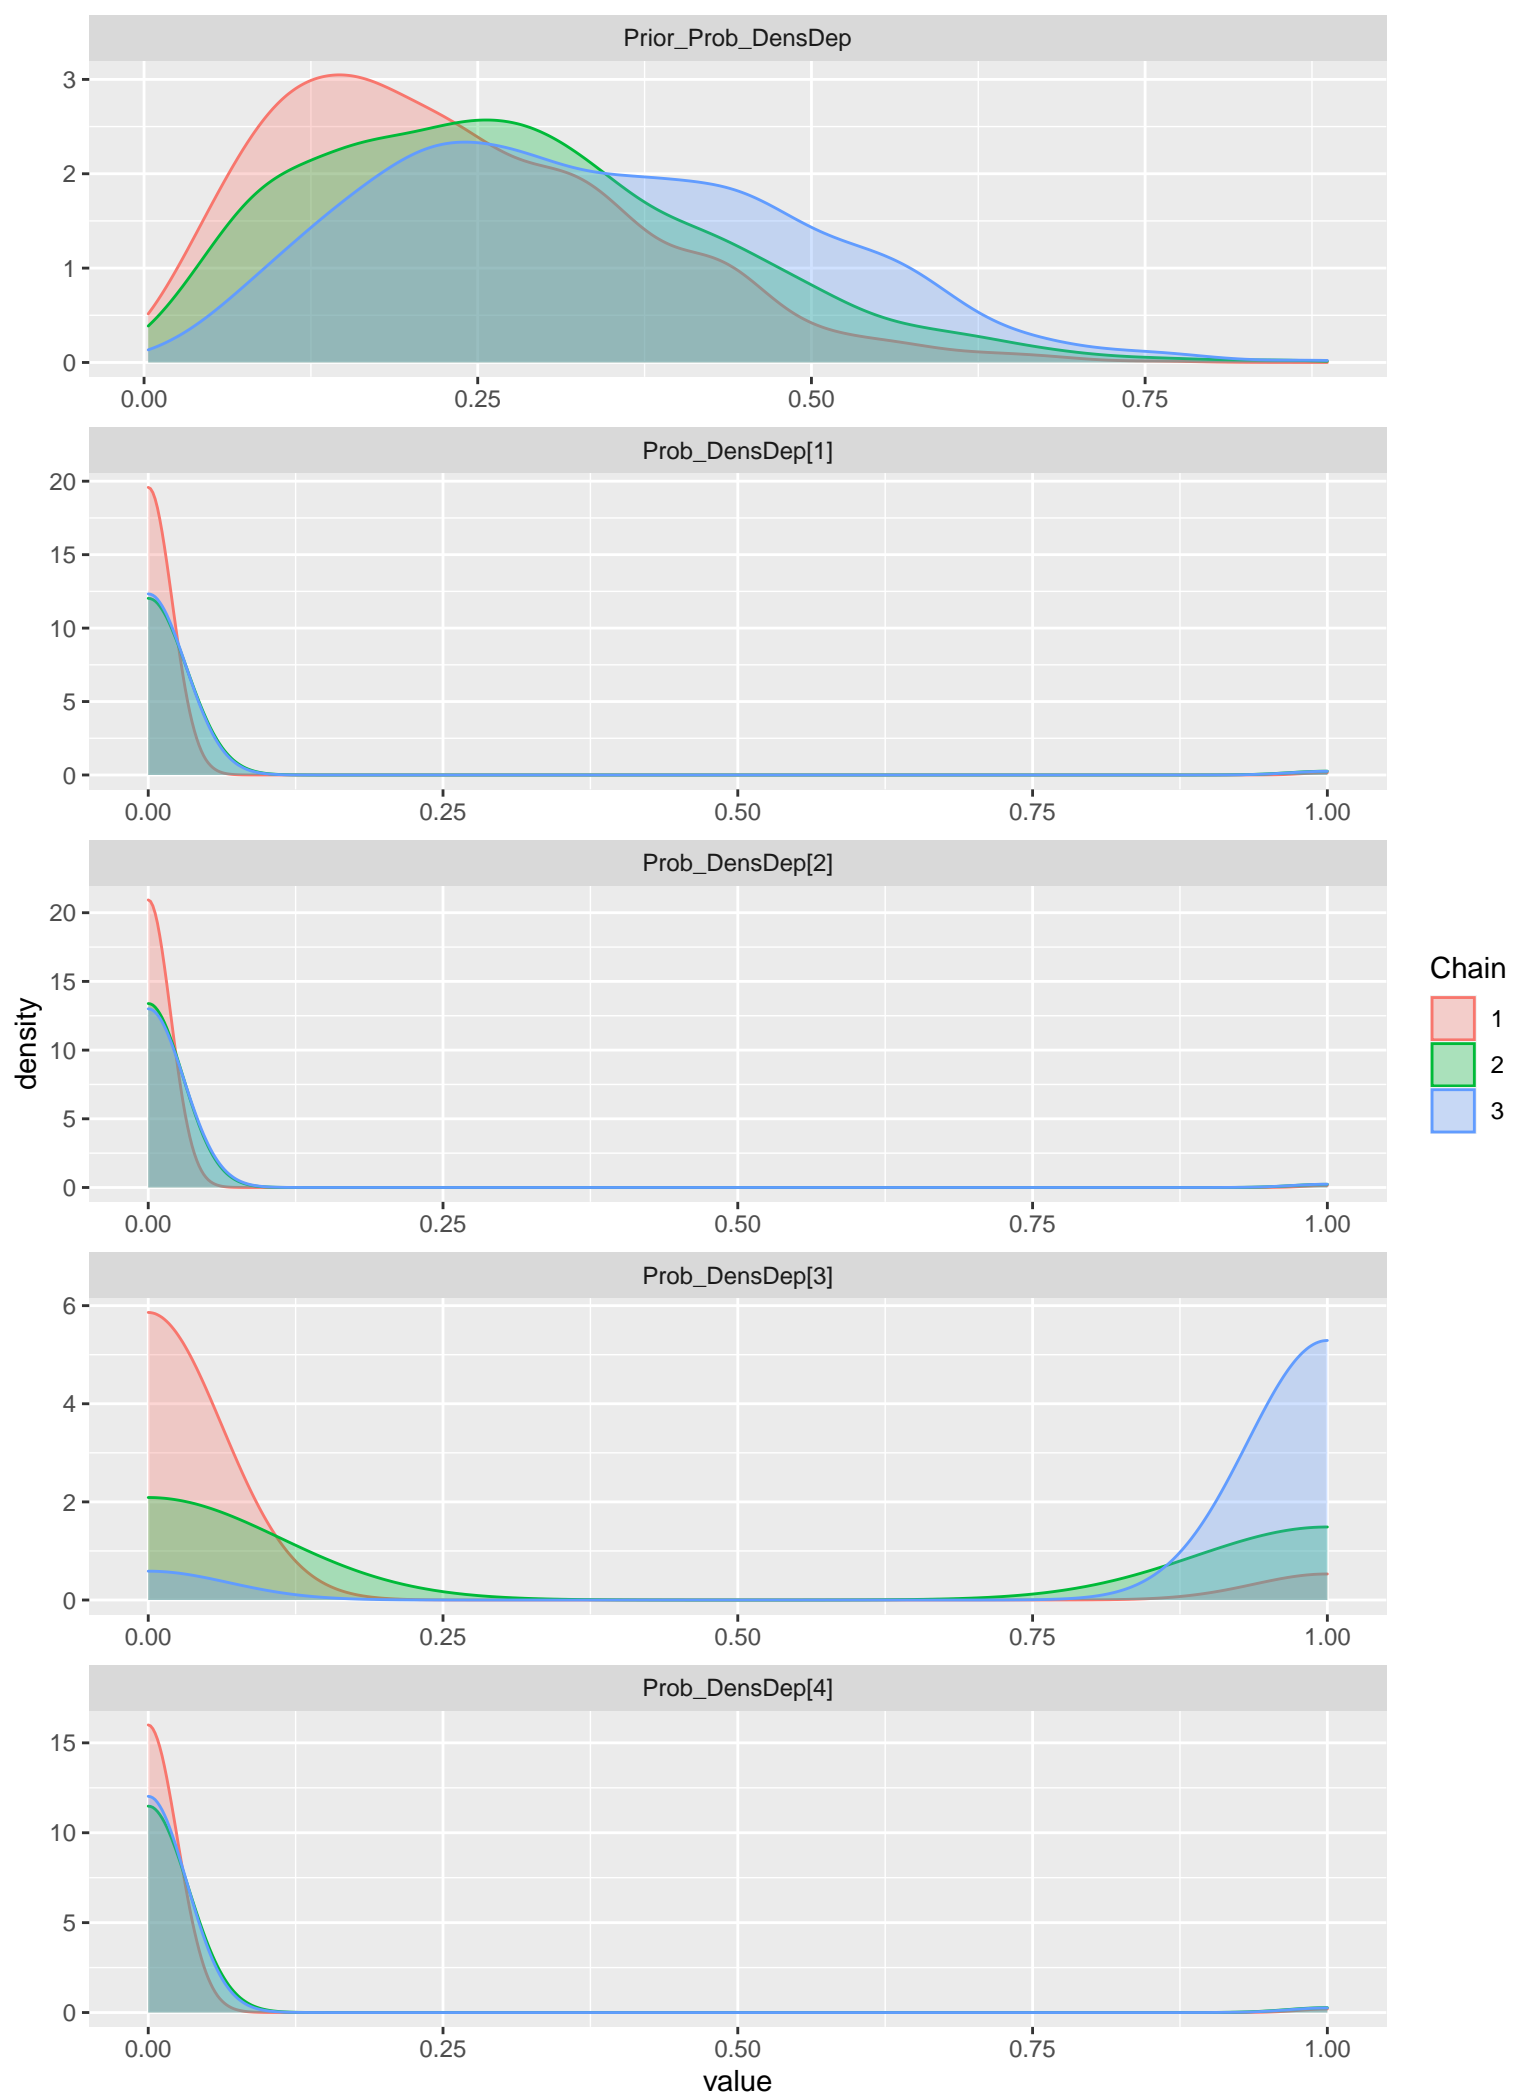 Prior_Prob_DensDep
3
2
1
0
0.00 0.25 0.50 0.75
Prob_DensDep[1]
20
15
10
5
0
0.00 0.25 0.50 0.75 1.00
Prob_DensDep[2]
20
15
10
5
0
0.00 0.25 0.50 0.75 1.00
Prob_DensDep[3]
6
4
2
0
0.00 0.25 0.50 0.75 1.00
Prob_DensDep[4]
15
10
5
0
0.00 0.25 0.50 0.75 1.00
value
density
Chain
1
2
3